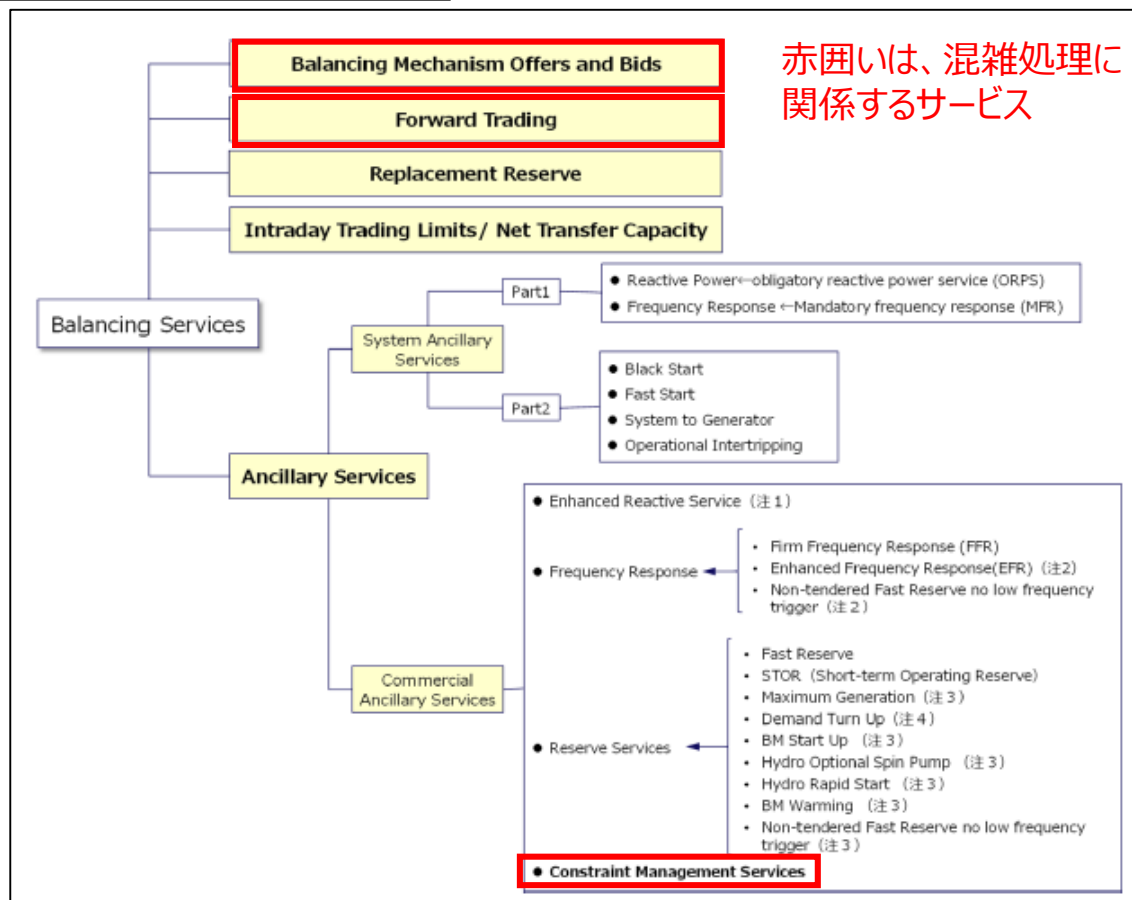 Balancing Mechanism Offers and Bids
赤囲いは、混雑処理に
関係するサービス
Forward Trading
Replacement Reserve
Intraday Trading Limits/ Net Transfer Capacity
Balancing Services
Part1
● Reactive Power←obligatory reactive power service (ORPS)
● Frequency Response ←Mandatory frequency response (MFR)
System Ancillary
Services
Part2
● Black Start
● Fast Start
● System to Generator
● Operational Intertripping
Ancillary Services
● Enhanced Reactive Service (注1)
● Frequency Response
・ Firm Frequency Response (FFR)
・ Enhanced Frequency Response(EFR) (注2)
・ Non-tendered Fast Reserve no low frequency
trigger (注2)
Commercial
Ancillary Services
● Reserve Services
・ Fast Reserve
・ STOR (Short-term Operating Reserve)
・ Maximum Generation (注3)
・ Demand Turn Up (注4)
・ BM Start Up (注3)
・ Hydro Optional Spin Pump (注3)
・ Hydro Rapid Start (注3)
・ BM Warming (注3)
・ Non-tendered Fast Reserve no low frequency
trigger (注3)
● Constraint Management Services